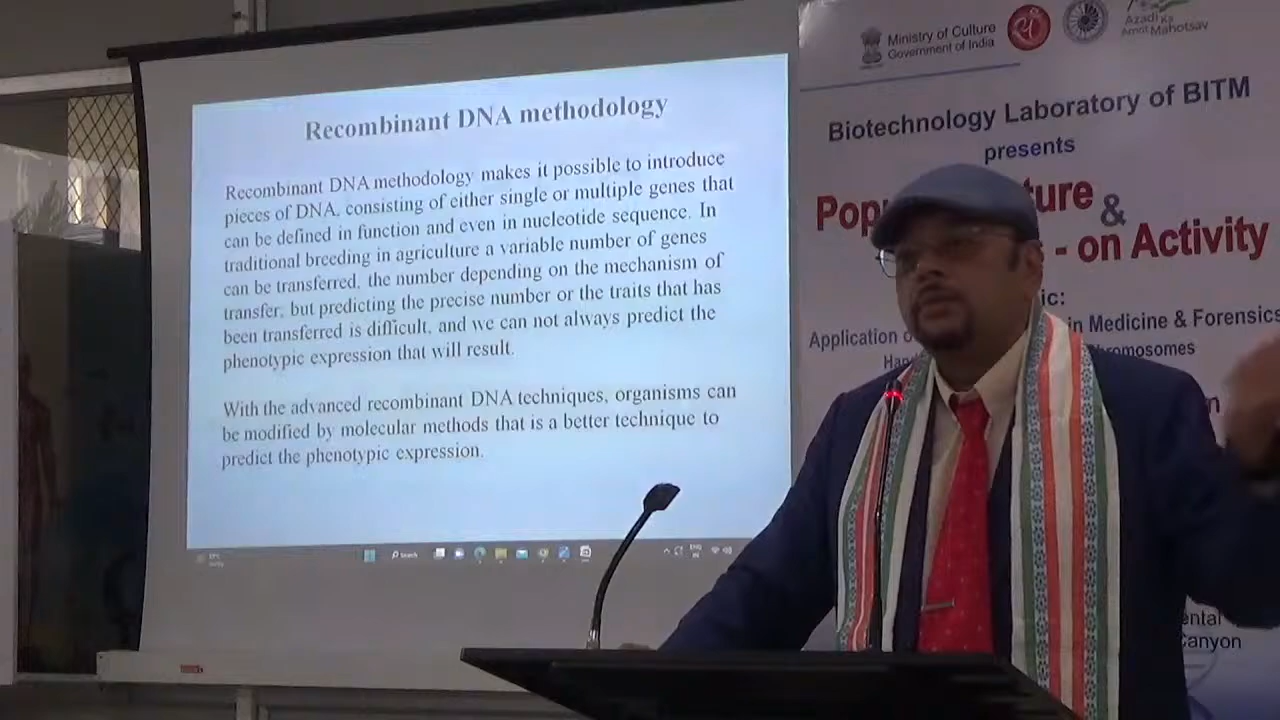 Recombinant DNA methodology
Recombinant DNA methodology makes it possible to introduce
pieces of DNA, consisting of either single or multiple genes that
can be defined in function and even in nucleotide sequence. In
traditional breeding in agriculture a variable number of genes
can be transferred, the number depending on the mechanism of
transfer, but predicting the precise number or the traits that has
been transferred is difficult, and we can not always predict the
phenotypic expression that will result.
With the advanced recombinant DNA techniques, organisms can
be modified by molecular methods that is a better technique to
predict the phenotypic expression.
Search
ENG
Ministry of Culture
Government of India
Azadi Ka
Amrit Mahotsav
Biotechnology Laboratory of BITM
presents
Pop ure
&
- on Activity
ic:
Application o in Medicine & Forensics
Han romosomes
n
ental
Canyon